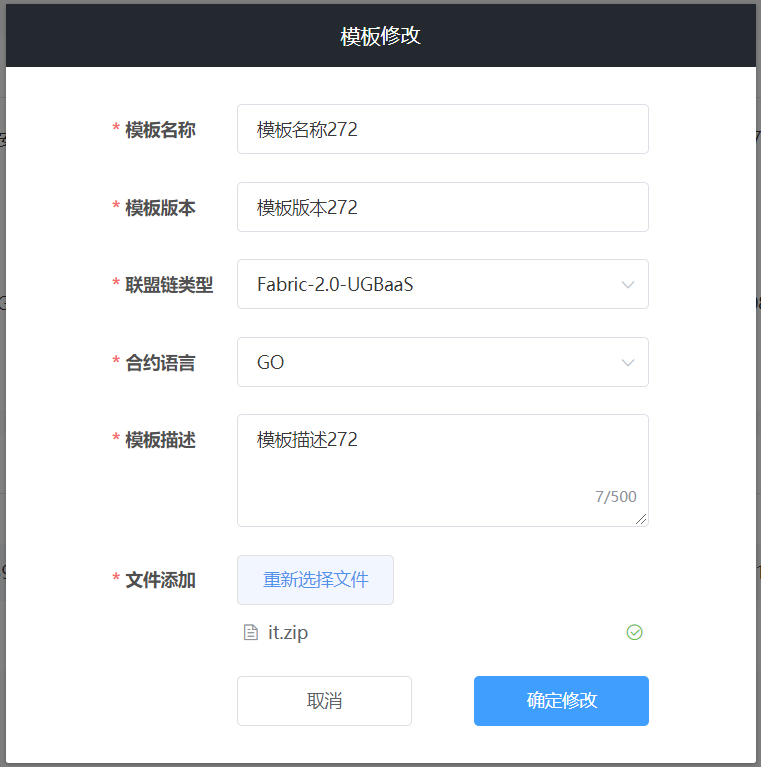 模板修改
* 模板名称 模板名称272
* 模板版本 模板版本272
* 联盟链类型 Fabric-2.0-UGBaaS
* 合约语言 GO
* 模板描述 模板描述272
7/500
* 文件添加 重新选择文件
it.zip
取消 确定修改